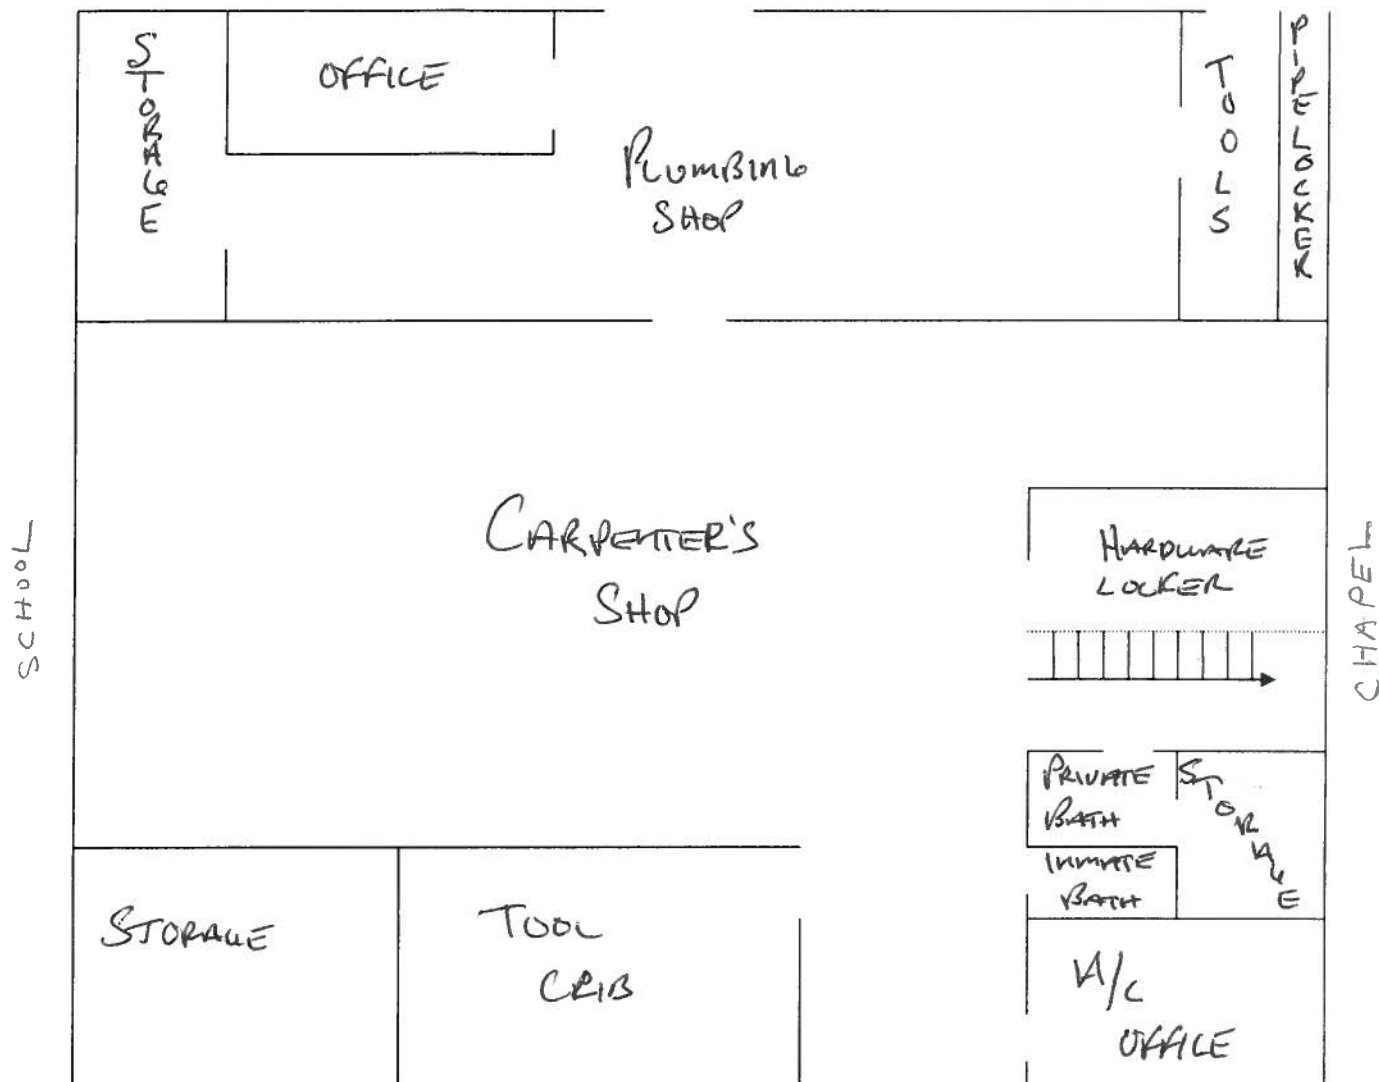 STORAGE
OFFICE
PLUMBING
SHOP
TOOLS
PIPE LOCKER
SCHOOL
CARPENTER'S
SHOP
HARDWARE
LOCKER
CHAPEL
PRIVATE
BATH
STORAGE
INMATE
BATH
STORAGE
TOOL
CRIB
A/C
OFFICE